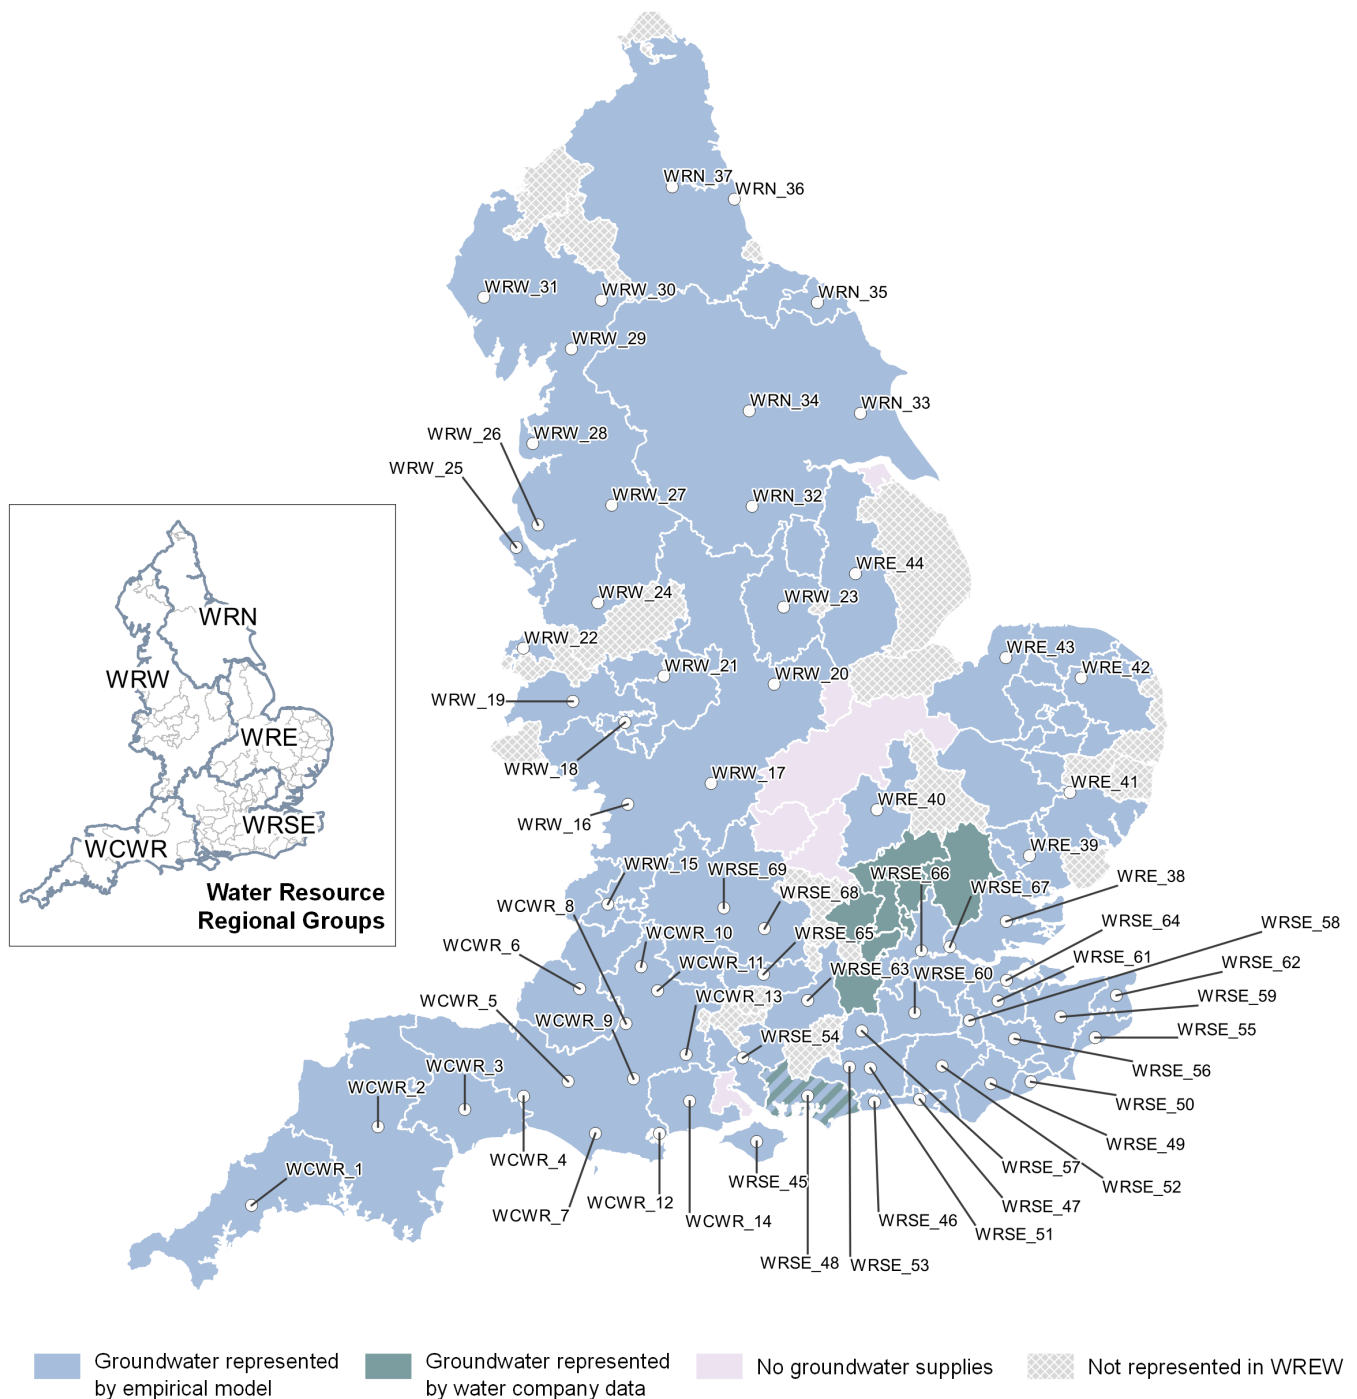 WRN_37
WRN_36
WRW_31
WRW_30
WRN_35
WRW_29
WRN_34
WRN_33
WRW_26
WRW_28
WRW_25
WRW_27
WRN_32
WRE_44
WRW_24
WRW_23
WRW_22
WRE_43
WRW_21
WRE_42
WRW_20
WRW_19
WRW_18
WRW_17
WRE_41
WRE_40
WRW_16
WRE_39
WRW_15
WRSE_69
WRSE_66
WRE_38
WRSE_68
WRSE_67
WCWR_8
WRSE_64
WRSE_58
WCWR_10
WRSE_65
WCWR_6
WRSE_61
WCWR_11
WRSE_63
WRSE_60
WRSE_62
WCWR_5
WCWR_13
WRSE_59
WCWR_9
WRSE_54
WRSE_55
WCWR_3
WRSE_56
WCWR_2
WRSE_50
WRSE_49
WCWR_4
WCWR_1
WRSE_57
WRSE_45
WRSE_52
WCWR_12
WRSE_47
WCWR_7
WCWR_14
WRSE_46
WRSE_51
WRSE_48
WRSE_53
WRN
WRW
WRE
WRSE
WCWR
Water Resource
Regional Groups
Groundwater represented
by empirical model
Groundwater represented
by water company data
No groundwater supplies
Not represented in WREW